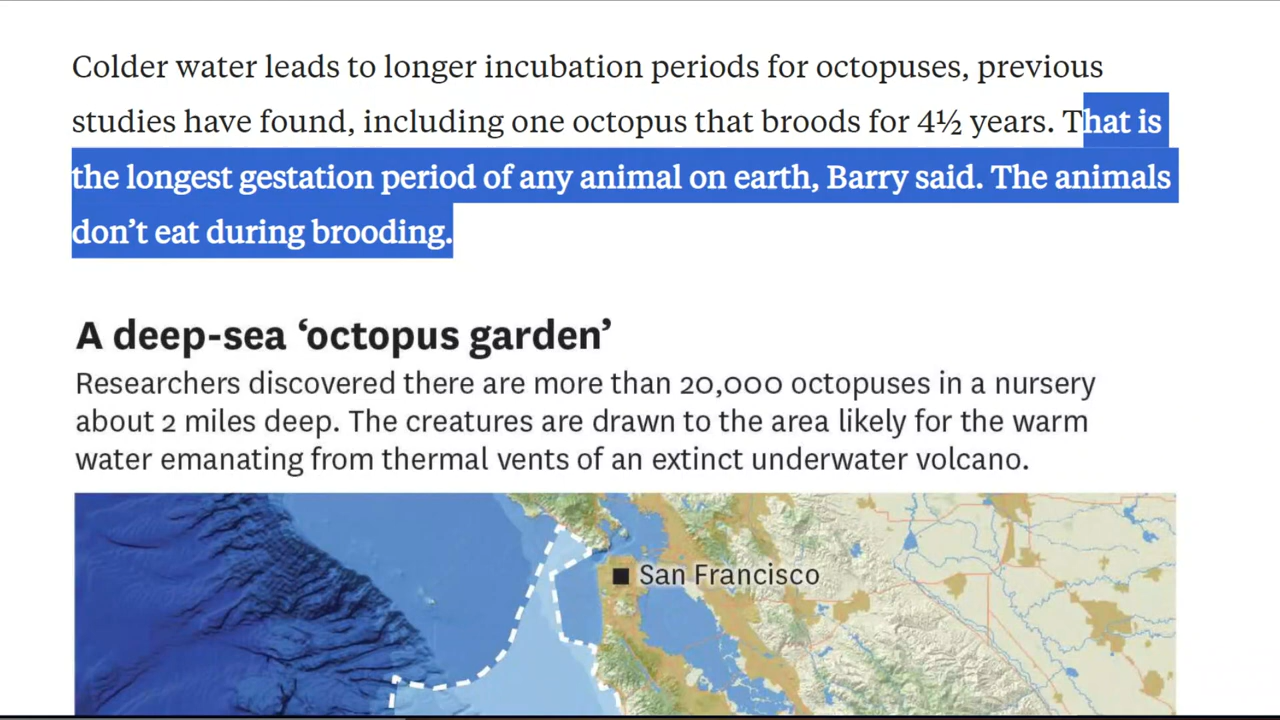 Colder water leads to longer incubation periods for octopuses, previous
studies have found, including one octopus that broods for 4½ years. That is
the longest gestation period of any animal on earth, Barry said. The animals
don’t eat during brooding.
A deep-sea ‘octopus garden’
Researchers discovered there are more than 20,000 octopuses in a nursery
about 2 miles deep. The creatures are drawn to the area likely for the warm
water emanating from thermal vents of an extinct underwater volcano.
San Francisco